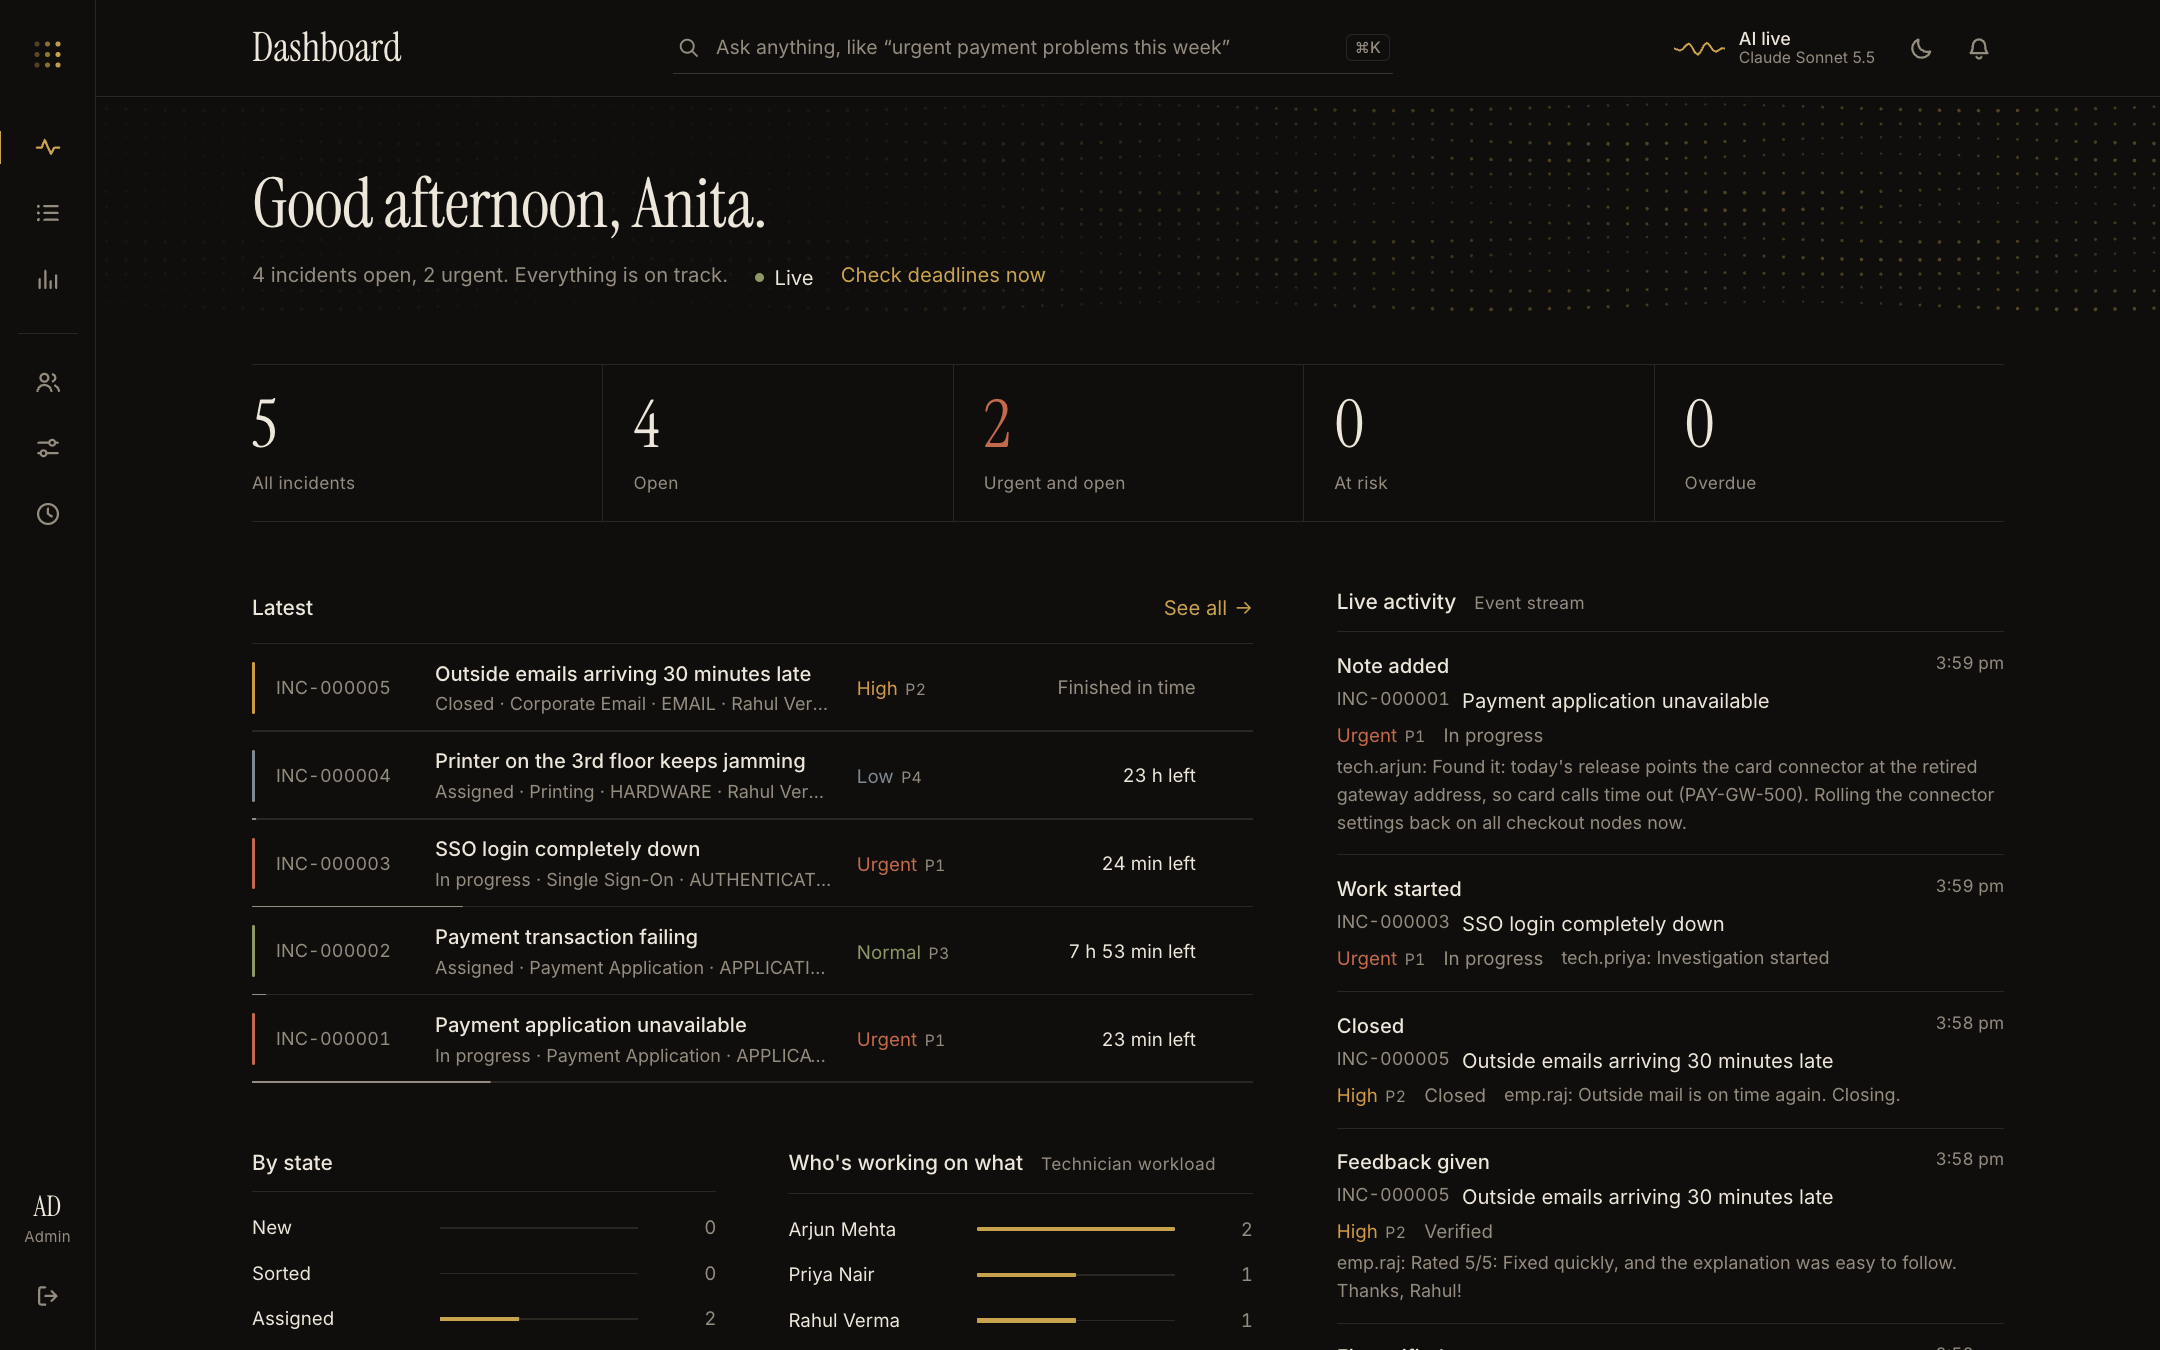 Dashboard
Ask anything, like “urgent payment problems this week”
⌘K
AI live
Claude Sonnet 5.5
Good afternoon, Anita.
4 incidents open, 2 urgent. Everything is on track.
Live
Check deadlines now
5
All incidents
4
Open
2
Urgent and open
0
At risk
0
Overdue
Latest
See all →
INC-000005
Outside emails arriving 30 minutes late
Closed · Corporate Email · EMAIL · Rahul Ver...
High P2
Finished in time
INC-000004
Printer on the 3rd floor keeps jamming
Assigned · Printing · HARDWARE · Rahul Ver...
Low P4
23 h left
INC-000003
SSO login completely down
In progress · Single Sign-On · AUTHENTICAT...
Urgent P1
24 min left
INC-000002
Payment transaction failing
Assigned · Payment Application · APPLICATI...
Normal P3
7 h 53 min left
INC-000001
Payment application unavailable
In progress · Payment Application · APPLICA...
Urgent P1
23 min left
By state
New 0
Sorted 0
Assigned 2
Who's working on what Technician workload
Arjun Mehta 2
Priya Nair 1
Rahul Verma 1
Live activity Event stream
Note added 3:59 pm
INC-000001 Payment application unavailable
Urgent P1 In progress
tech.arjun: Found it: today's release points the card connector at the retired
gateway address, so card calls time out (PAY-GW-500). Rolling the connector
settings back on all checkout nodes now.
Work started 3:59 pm
INC-000003 SSO login completely down
Urgent P1 In progress tech.priya: Investigation started
Closed 3:58 pm
INC-000005 Outside emails arriving 30 minutes late
High P2 Closed emp.raj: Outside mail is on time again. Closing.
Feedback given 3:58 pm
INC-000005 Outside emails arriving 30 minutes late
High P2 Verified
emp.raj: Rated 5/5: Fixed quickly, and the explanation was easy to follow.
Thanks, Rahul!
AD
Admin